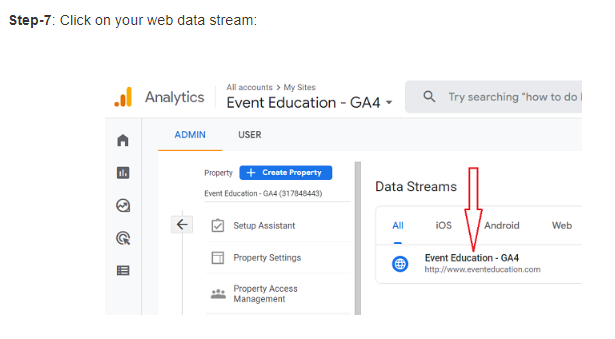 Step-7: Click on your web data stream:
All accounts > My Sites
Analytics
Event Education - GA4
Try searching "how to do
ADMIN
USER
Property
+ Create Property
Event Education - GA4 (317848443)
Data Streams
All
iOS
Android
Web
Setup Assistant
Property Settings
Property Access
Management
Event Education - GA4
http://www.eventeducation.com